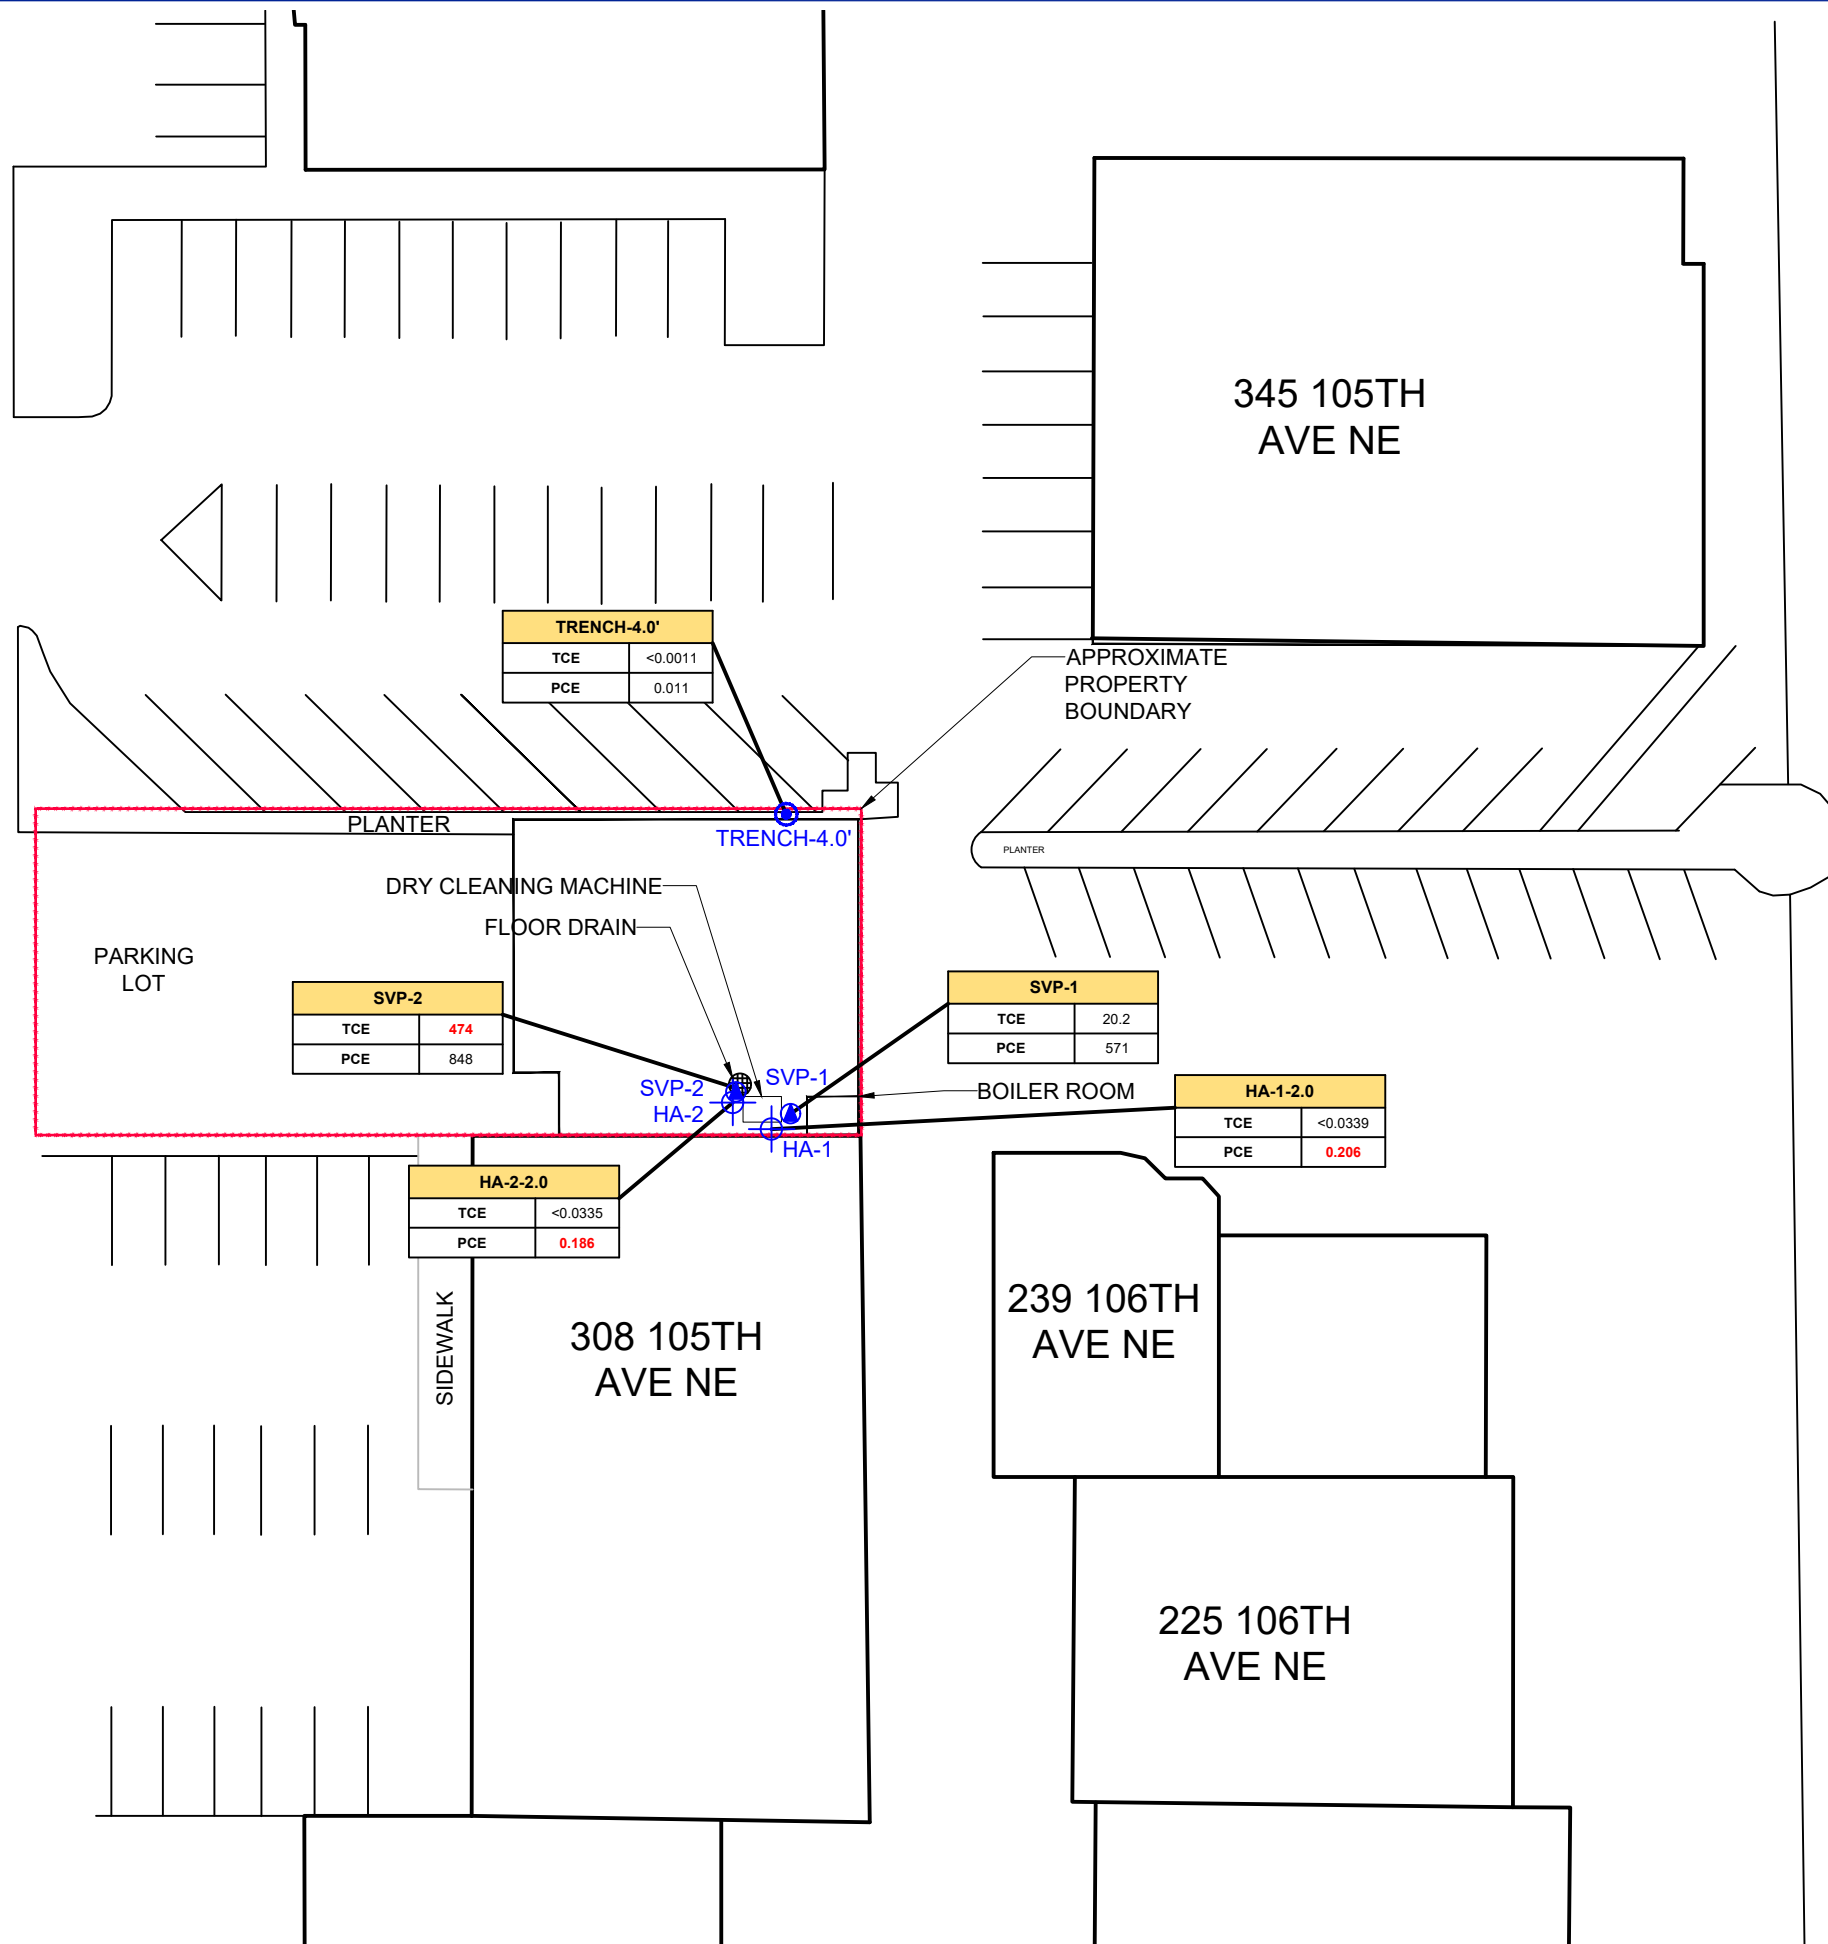 345 105TH
AVE NE
TRENCH-4.0'
TCE <0.0011
PCE 0.011
APPROXIMATE
PROPERTY
BOUNDARY
PLANTER
TRENCH-4.0'
PLANTER
DRY CLEANING MACHINE
FLOOR DRAIN
PARKING
LOT
SVP-2
TCE 474
PCE 848
SVP-1
TCE 20.2
PCE 571
SVP-2
HA-2
SVP-1
HA-1
BOILER ROOM
HA-1-2.0
TCE <0.0339
PCE 0.206
HA-2-2.0
TCE <0.0335
PCE 0.186
SIDEWALK
308 105TH
AVE NE
239 106TH
AVE NE
225 106TH
AVE NE